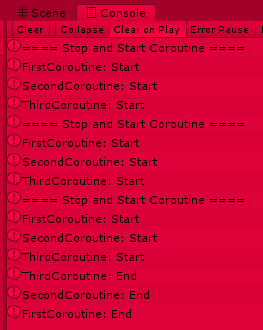 Scene Console
Clear Collapse Clear on Play Error Pause
==== Stop and Start Coroutine ====
FirstCoroutine: Start
SecondCoroutine: Start
ThirdCoroutine: Start
==== Stop and Start Coroutine ====
FirstCoroutine: Start
SecondCoroutine: Start
ThirdCoroutine: Start
==== Stop and Start Coroutine ====
FirstCoroutine: Start
SecondCoroutine: Start
ThirdCoroutine: Start
ThirdCoroutine: End
SecondCoroutine: End
FirstCoroutine: End